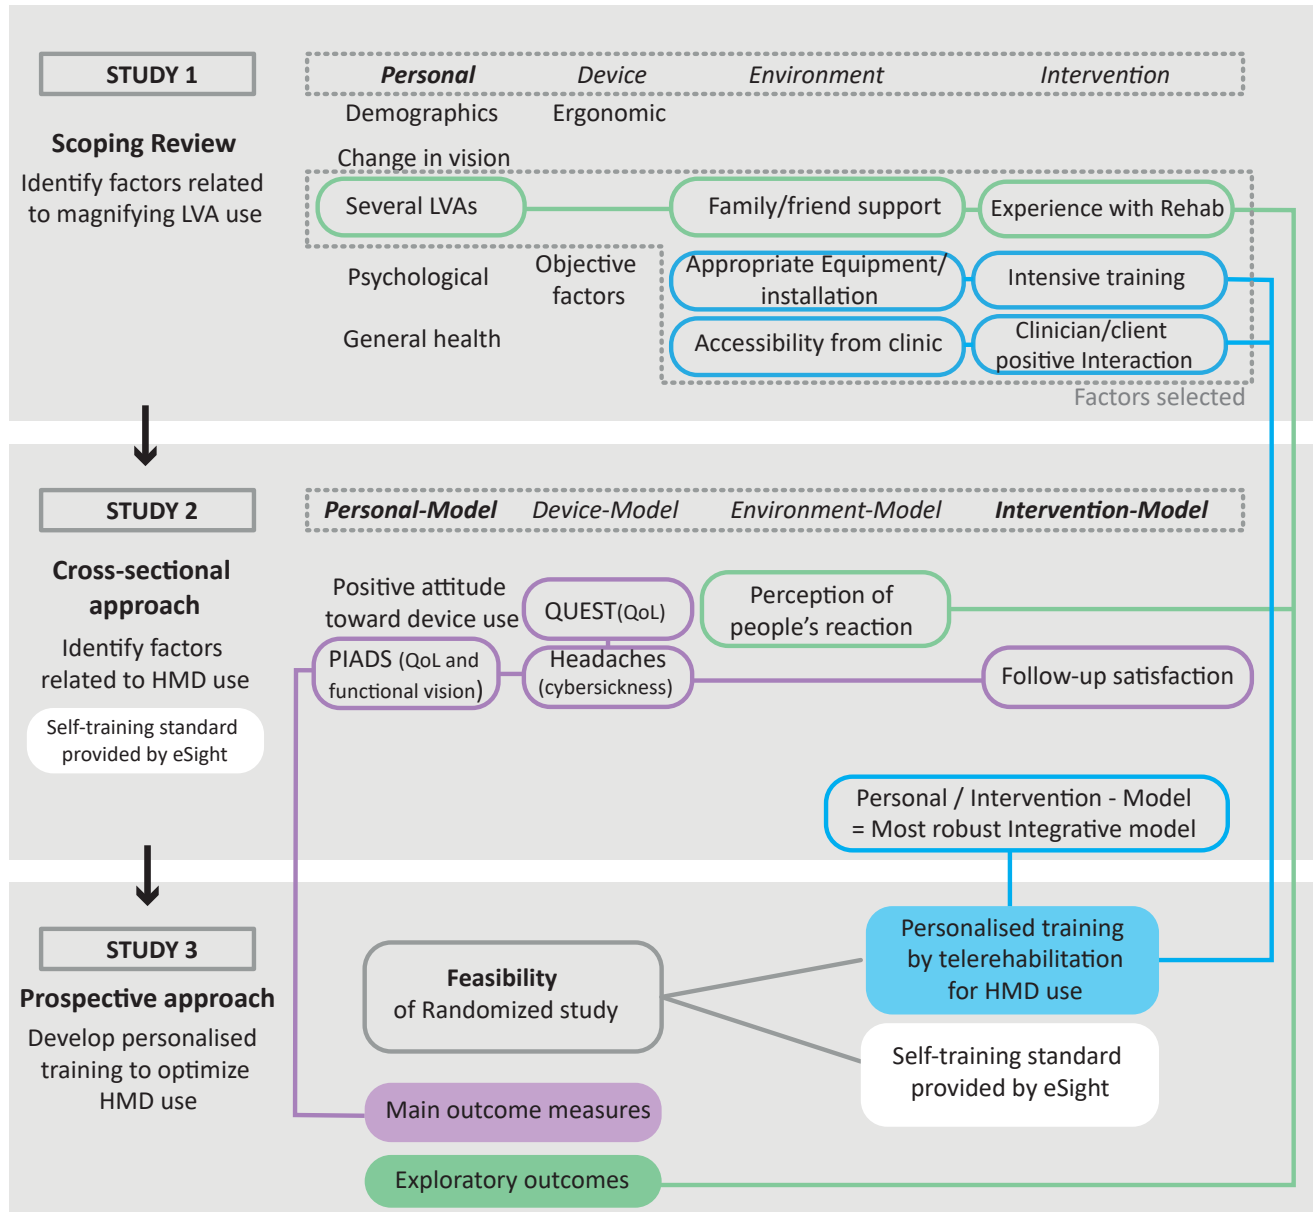 STUDY 1
Scoping Review
Identify factors related
to magnifying LVA use
Personal Device Environment Intervention
Demographics Ergonomic
Change in vision
Several LVAs Family/friend support Experience with Rehab
Psychological
Objective
factors
Appropriate Equipment/
installation
Intensive training
General health
Accessibility from clinic
Clinician/client
positive Interaction
Factors selected
STUDY 2
Cross-sectional
approach
Identify factors
related to HMD use
Self-training standard
provided by eSight
Personal-Model Device-Model Environment-Model Intervention-Model
Positive attitude
toward device use
QUEST(QoL)
Perception of
people's reaction
PIADS (QoL and
functional vision)
Headaches
(cybersickness)
Follow-up satisfaction
Personal / Intervention - Model
= Most robust Integrative model
STUDY 3
Prospective approach
Develop personalised
training to optimize
HMD use
Feasibility
of Randomized study
Personalised training
by telerehabilitation
for HMD use
Self-training standard
provided by eSight
Main outcome measures
Exploratory outcomes